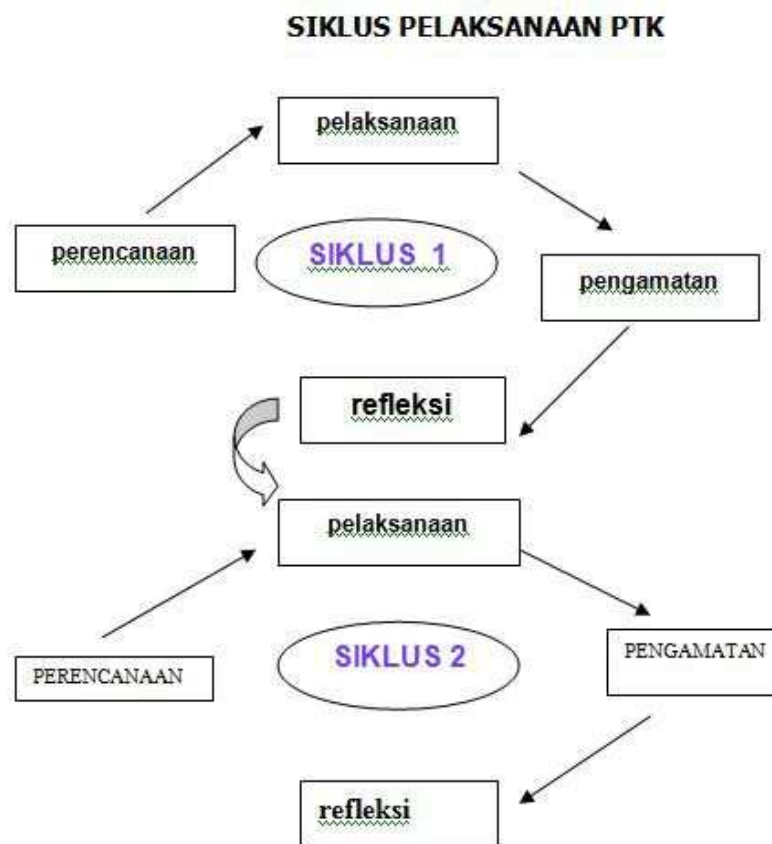 SIKLUS PELAKSANAAN PTK
pelaksanaan
perencanaan
SIKLUS 1
pengamatan
refleksi
pelaksanaan
PERENCANAAN
SIKLUS 2
PENGAMATAN
refleksi